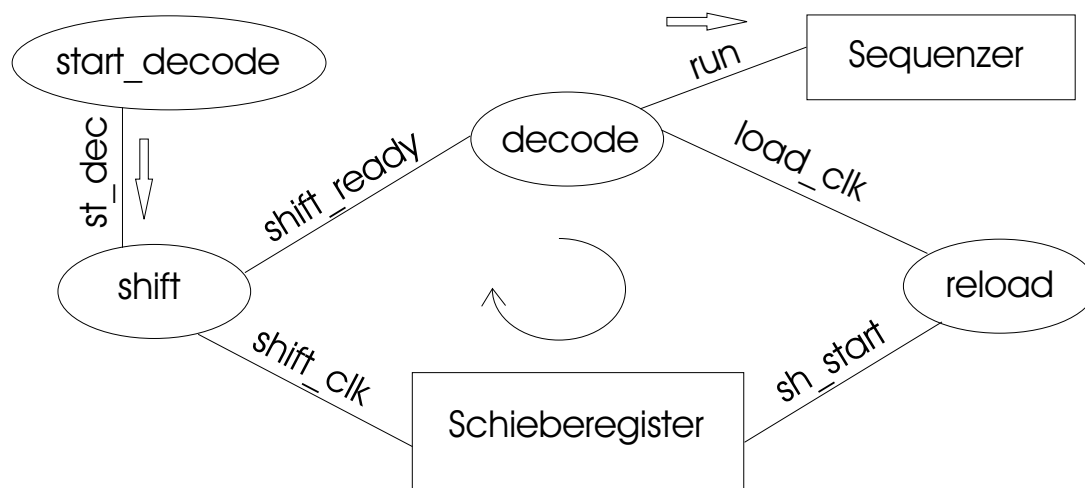 start_decode
run
Sequenzer
st_dec
shift_ready
decode
load_clk
shift
reload
shift_clk
Schieberegister
sh_start